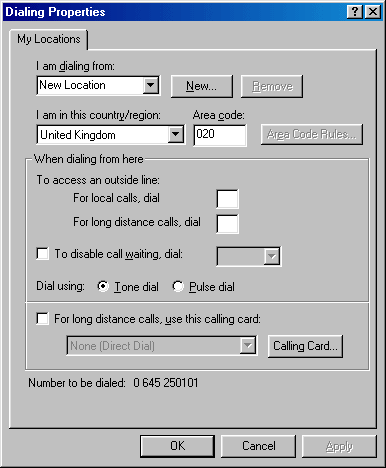 Dialing Properties
My Locations
I am dialing from:
New Location New... Remove
I am in this country/region: Area code:
United Kingdom 020 Area Code Rules...
When dialing from here
To access an outside line:
For local calls, dial
For long distance calls, dial
To disable call waiting, dial:
Dial using: Tone dial Pulse dial
For long distance calls, use this calling card:
None (Direct Dial) Calling Card...
Number to be dialed: 0 645 250101
OK Cancel Apply